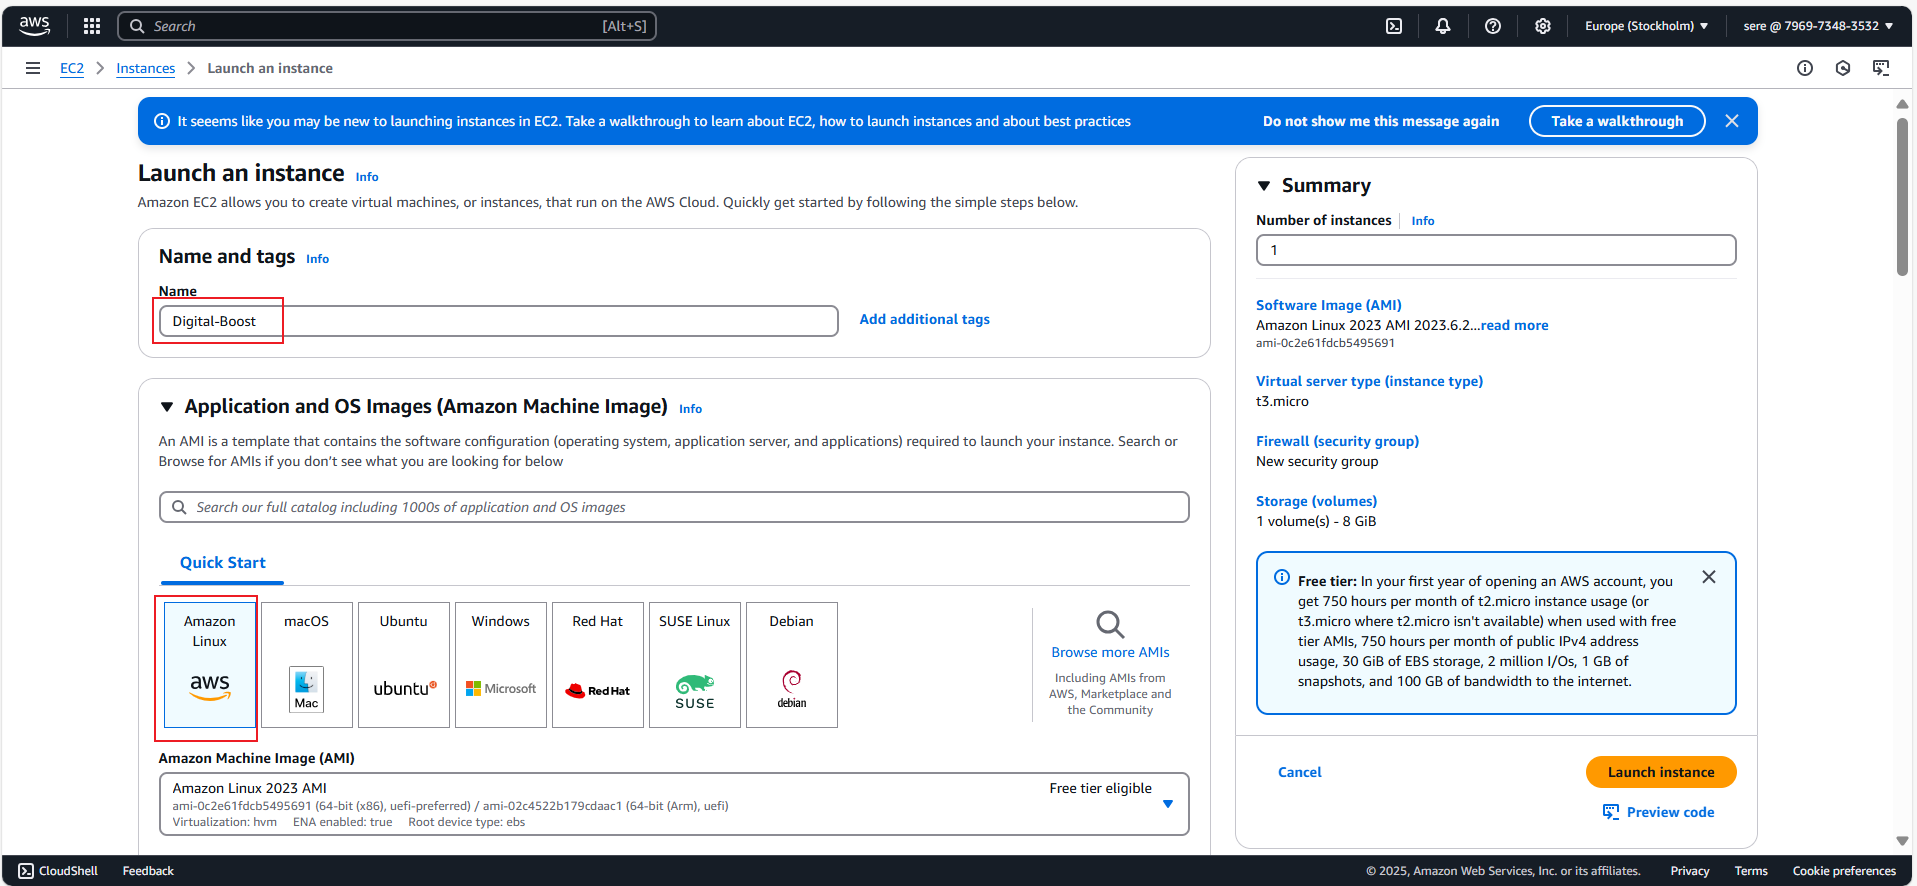 aws
Search [Alt+S]
Europe (Stockholm)
sere @ 7969-7348-3532
EC2
Instances
Launch an instance
It seeems like you may be new to launching instances in EC2. Take a walkthrough to learn about EC2, how to launch instances and about best practices
Do not show me this message again
Take a walkthrough
Launch an instance Info
Amazon EC2 allows you to create virtual machines, or instances, that run on the AWS Cloud. Quickly get started by following the simple steps below.
Name and tags Info
Name
Digital-Boost
Add additional tags
Application and OS Images (Amazon Machine Image) Info
An AMI is a template that contains the software configuration (operating system, application server, and applications) required to launch your instance. Search or
Browse for AMIs if you don’t see what you are looking for below
Search our full catalog including 1000s of application and OS images
Quick Start
Amazon
Linux
aws
macOS
Mac
Ubuntu
ubuntu
Windows
Microsoft
Red Hat
Red Hat
SUSE Linux
SUSE
Debian
debian
Browse more AMIs
Including AMIs from
AWS, Marketplace and
the Community
Amazon Machine Image (AMI)
Amazon Linux 2023 AMI
Free tier eligible
ami-0c2e61fdcb5495691 (64-bit (x86), uefi-preferred) / ami-02c4522b179cdaac1 (64-bit (Arm), uefi)
Virtualization: hvm ENA enabled: true Root device type: ebs
Summary
Number of instances Info
1
Software Image (AMI)
Amazon Linux 2023 AMI 2023.6.2...read more
ami-0c2e61fdcb5495691
Virtual server type (instance type)
t3.micro
Firewall (security group)
New security group
Storage (volumes)
1 volume(s) - 8 GiB
Free tier: In your first year of opening an AWS account, you
get 750 hours per month of t2.micro instance usage (or
t3.micro where t2.micro isn't available) when used with free
tier AMIs, 750 hours per month of public IPv4 address
usage, 30 GiB of EBS storage, 2 million I/Os, 1 GB of
snapshots, and 100 GB of bandwidth to the internet.
Cancel
Launch instance
Preview code
CloudShell
Feedback
© 2025, Amazon Web Services, Inc. or its affiliates.
Privacy
Terms
Cookie preferences